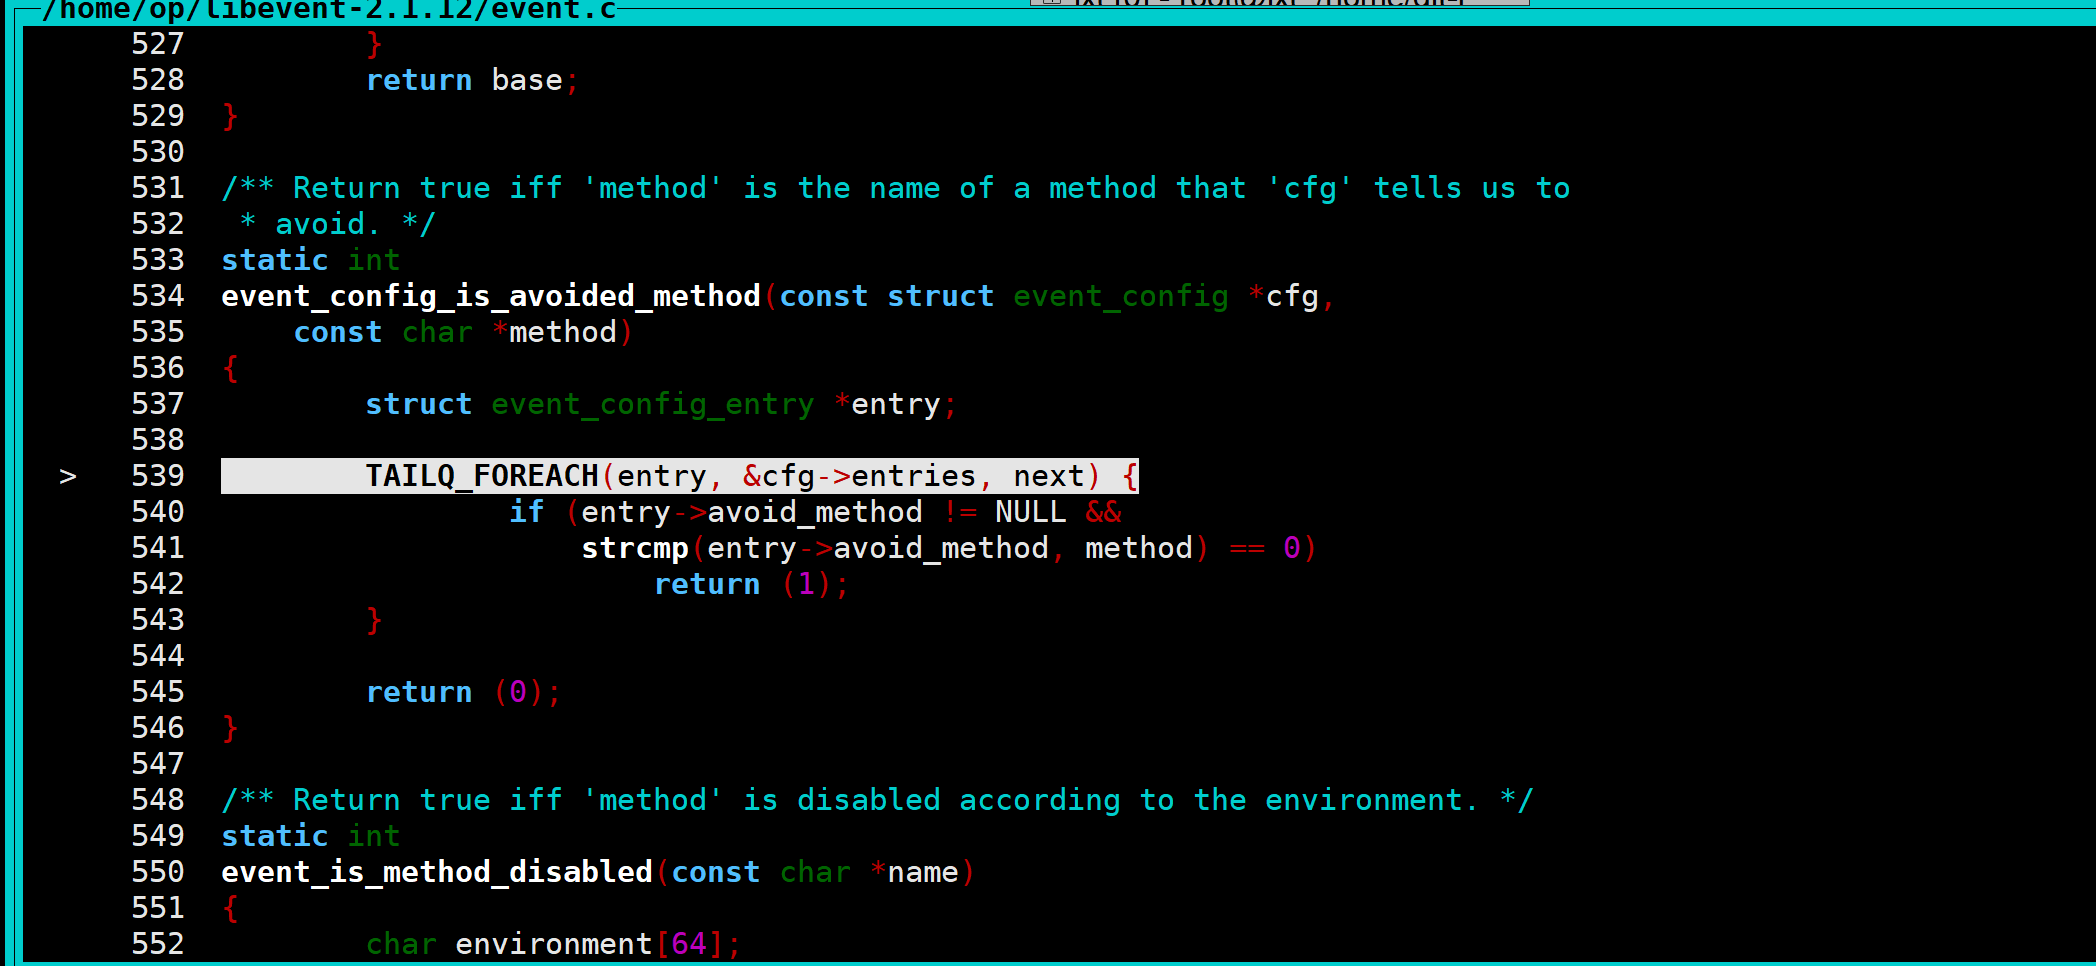 /home/op/libevent-2.1.12/event.c
527         }
528         return base;
529 }
530
531 /** Return true iff 'method' is the name of a method that 'cfg' tells us to
532  * avoid. */
533 static int
534 event_config_is_avoided_method(const struct event_config *cfg,
535     const char *method)
536 {
537         struct event_config_entry *entry;
538
> 539         TAILQ_FOREACH(entry, &cfg->entries, next) {
540                 if (entry->avoid_method != NULL &&
541                     strcmp(entry->avoid_method, method) == 0)
542                         return (1);
543         }
544
545         return (0);
546 }
547
548 /** Return true iff 'method' is disabled according to the environment. */
549 static int
550 event_is_method_disabled(const char *name)
551 {
552         char environment[64];